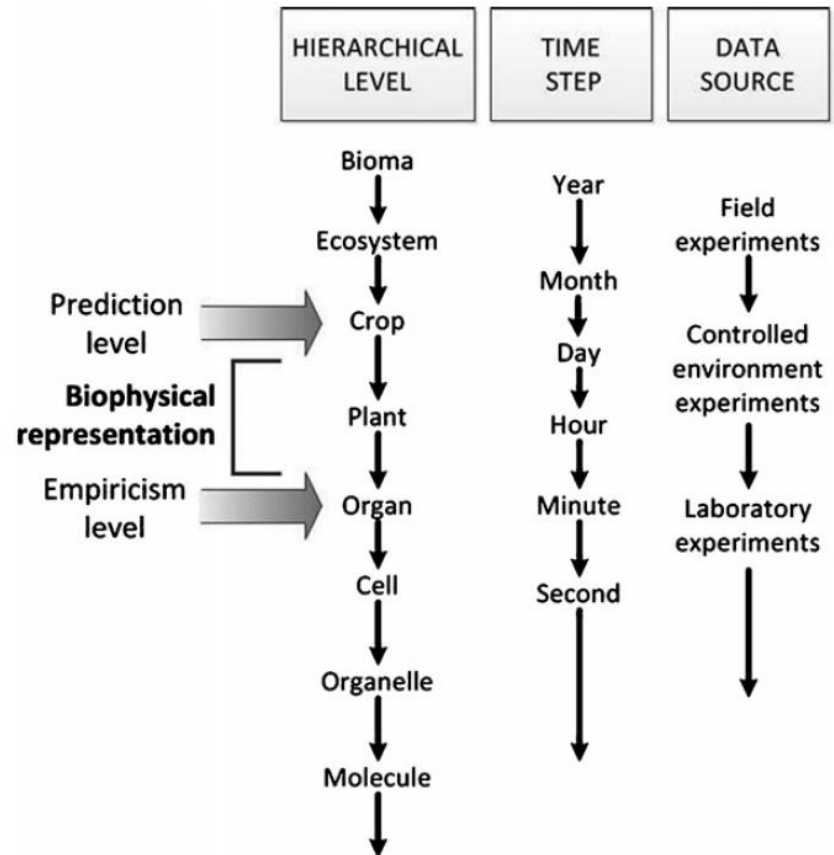 HIERARCHICAL
LEVEL
TIME
STEP
DATA
SOURCE
Bioma
Ecosystem
Crop
Plant
Organ
Cell
Organelle
Molecule
Prediction
level
Biophysical
representation
Empiricism
level
Year
Month
Day
Hour
Minute
Second
Field
experiments
Controlled
environment
experiments
Laboratory
experiments